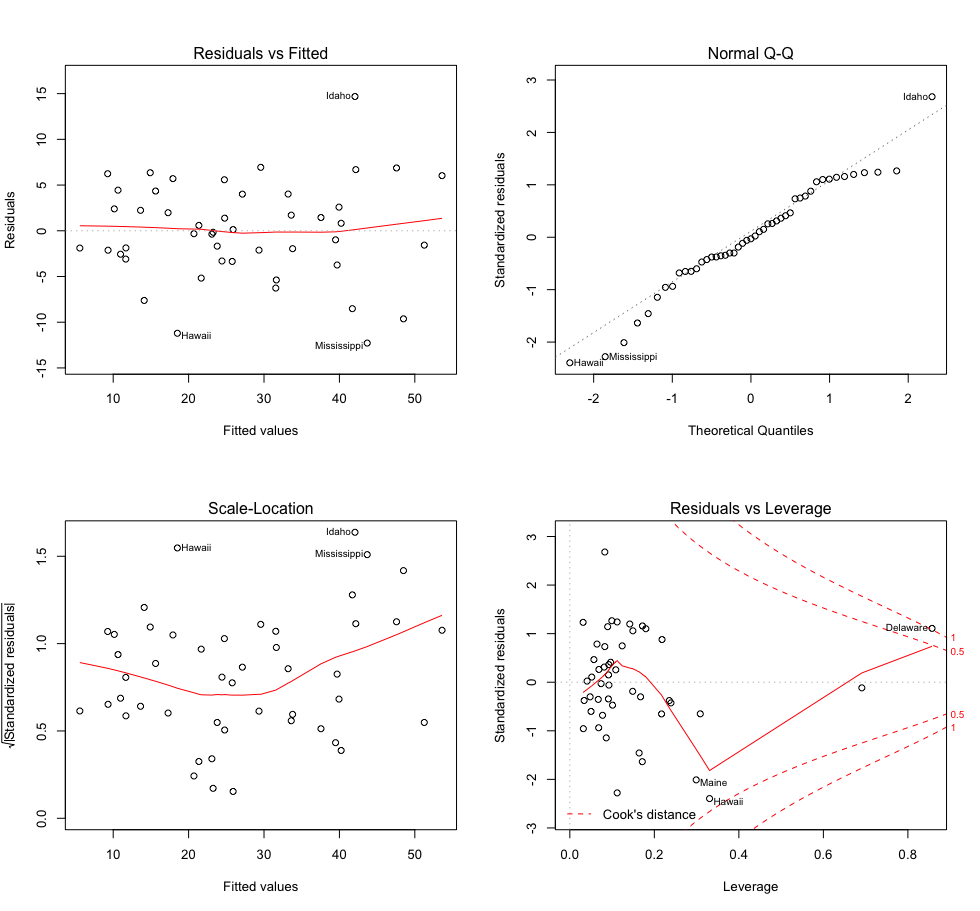 Residuals vs Fitted
Residuals
15
10
5
0
-5
-10
-15
Idaho
Hawaii
Mississippi
10 20 30 40 50
Fitted values
Normal Q-Q
Standardized residuals
3
2
1
0
-1
-2
Idaho
Mississippi
Hawaii
-2 -1 0 1 2
Theoretical Quantiles
Scale-Location
√|Standardized residuals|
1.5
1.0
0.5
0.0
Idaho
Hawaii
Mississippi
10 20 30 40 50
Fitted values
Residuals vs Leverage
Standardized residuals
3
2
1
0
-1
-2
-3
Delaware
1
0.5
0.5
1
Maine
Hawaii
Cook's distance
0.0 0.2 0.4 0.6 0.8
Leverage